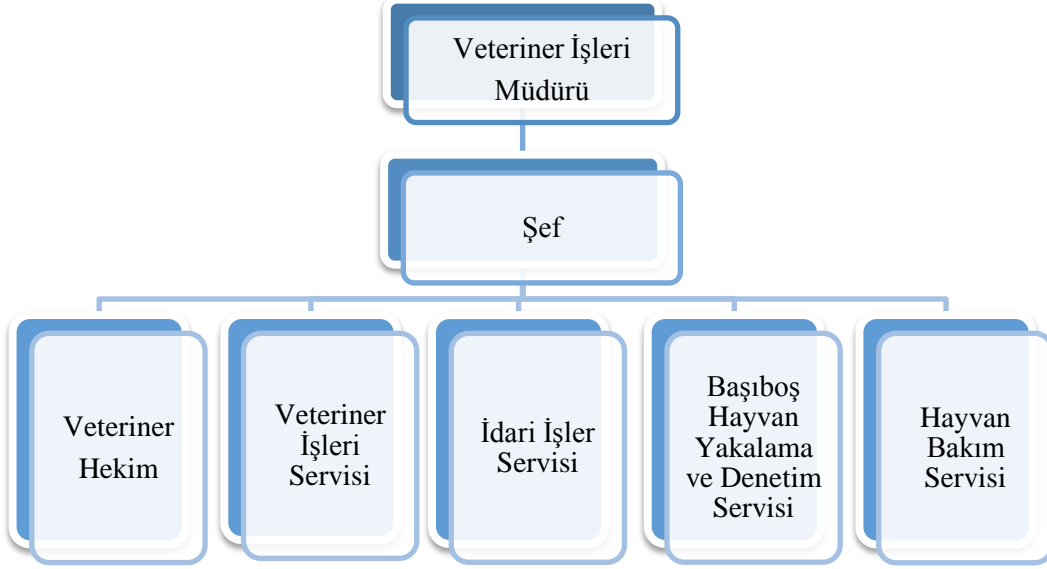 Veteriner İşleri
Müdürü
Şef
Veteriner
Hekim
Veteriner
İşleri
Servisi
İdari İşler
Servisi
Başıboş
Hayvan
Yakalama
ve Denetim
Servisi
Hayvan
Bakım
Servisi